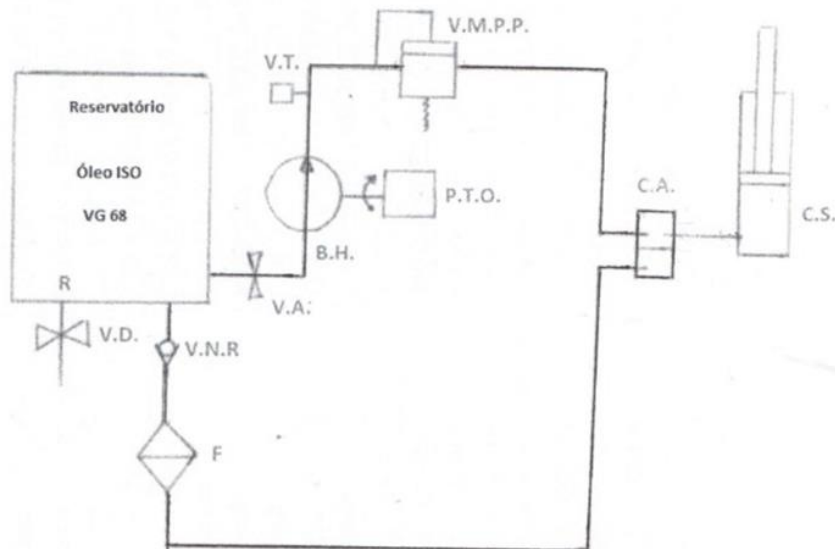 V.M.P.P.
V.T.
Reservatório
Óleo ISO
VG 68
P.T.O.
C.A.
C.S.
B.H.
R
V.A.
V.D.
V.N.R
F